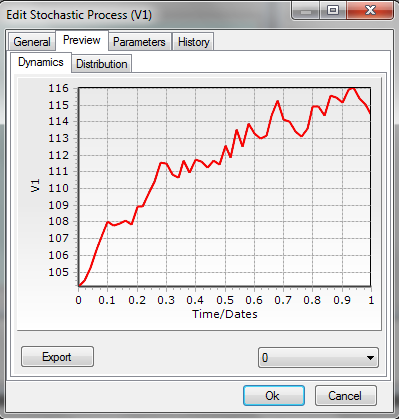 Edit Stochastic Process (V1)
General Preview Parameters History
Dynamics Distribution
116
115
114
113
112
111
110
109
108
107
106
105
V1
0 0.1 0.2 0.3 0.4 0.5 0.6 0.7 0.8 0.9 1
Time/Dates
Export 0
Ok Cancel